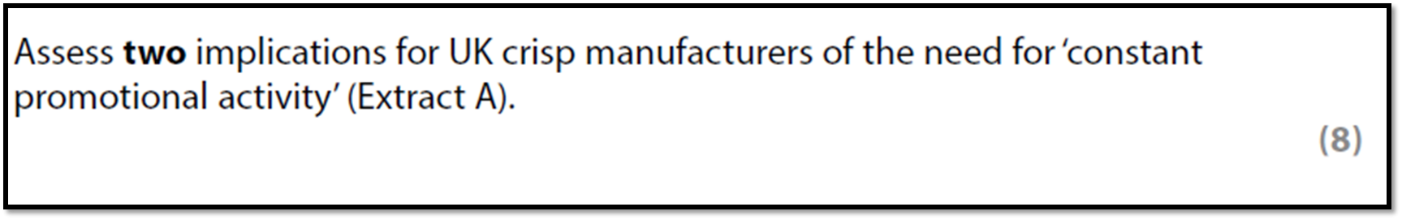 Assess two implications for UK crisp manufacturers of the need for ‘constant
promotional activity’ (Extract A).
(8)